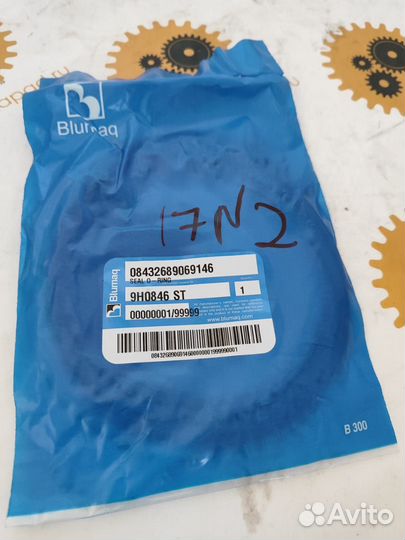 Blumaq
17N2
08432689069146
SEAL O-RING
9H0846 ST
1
00000001/99999
Blumaq
www.blumaq.com
B 300
Avito